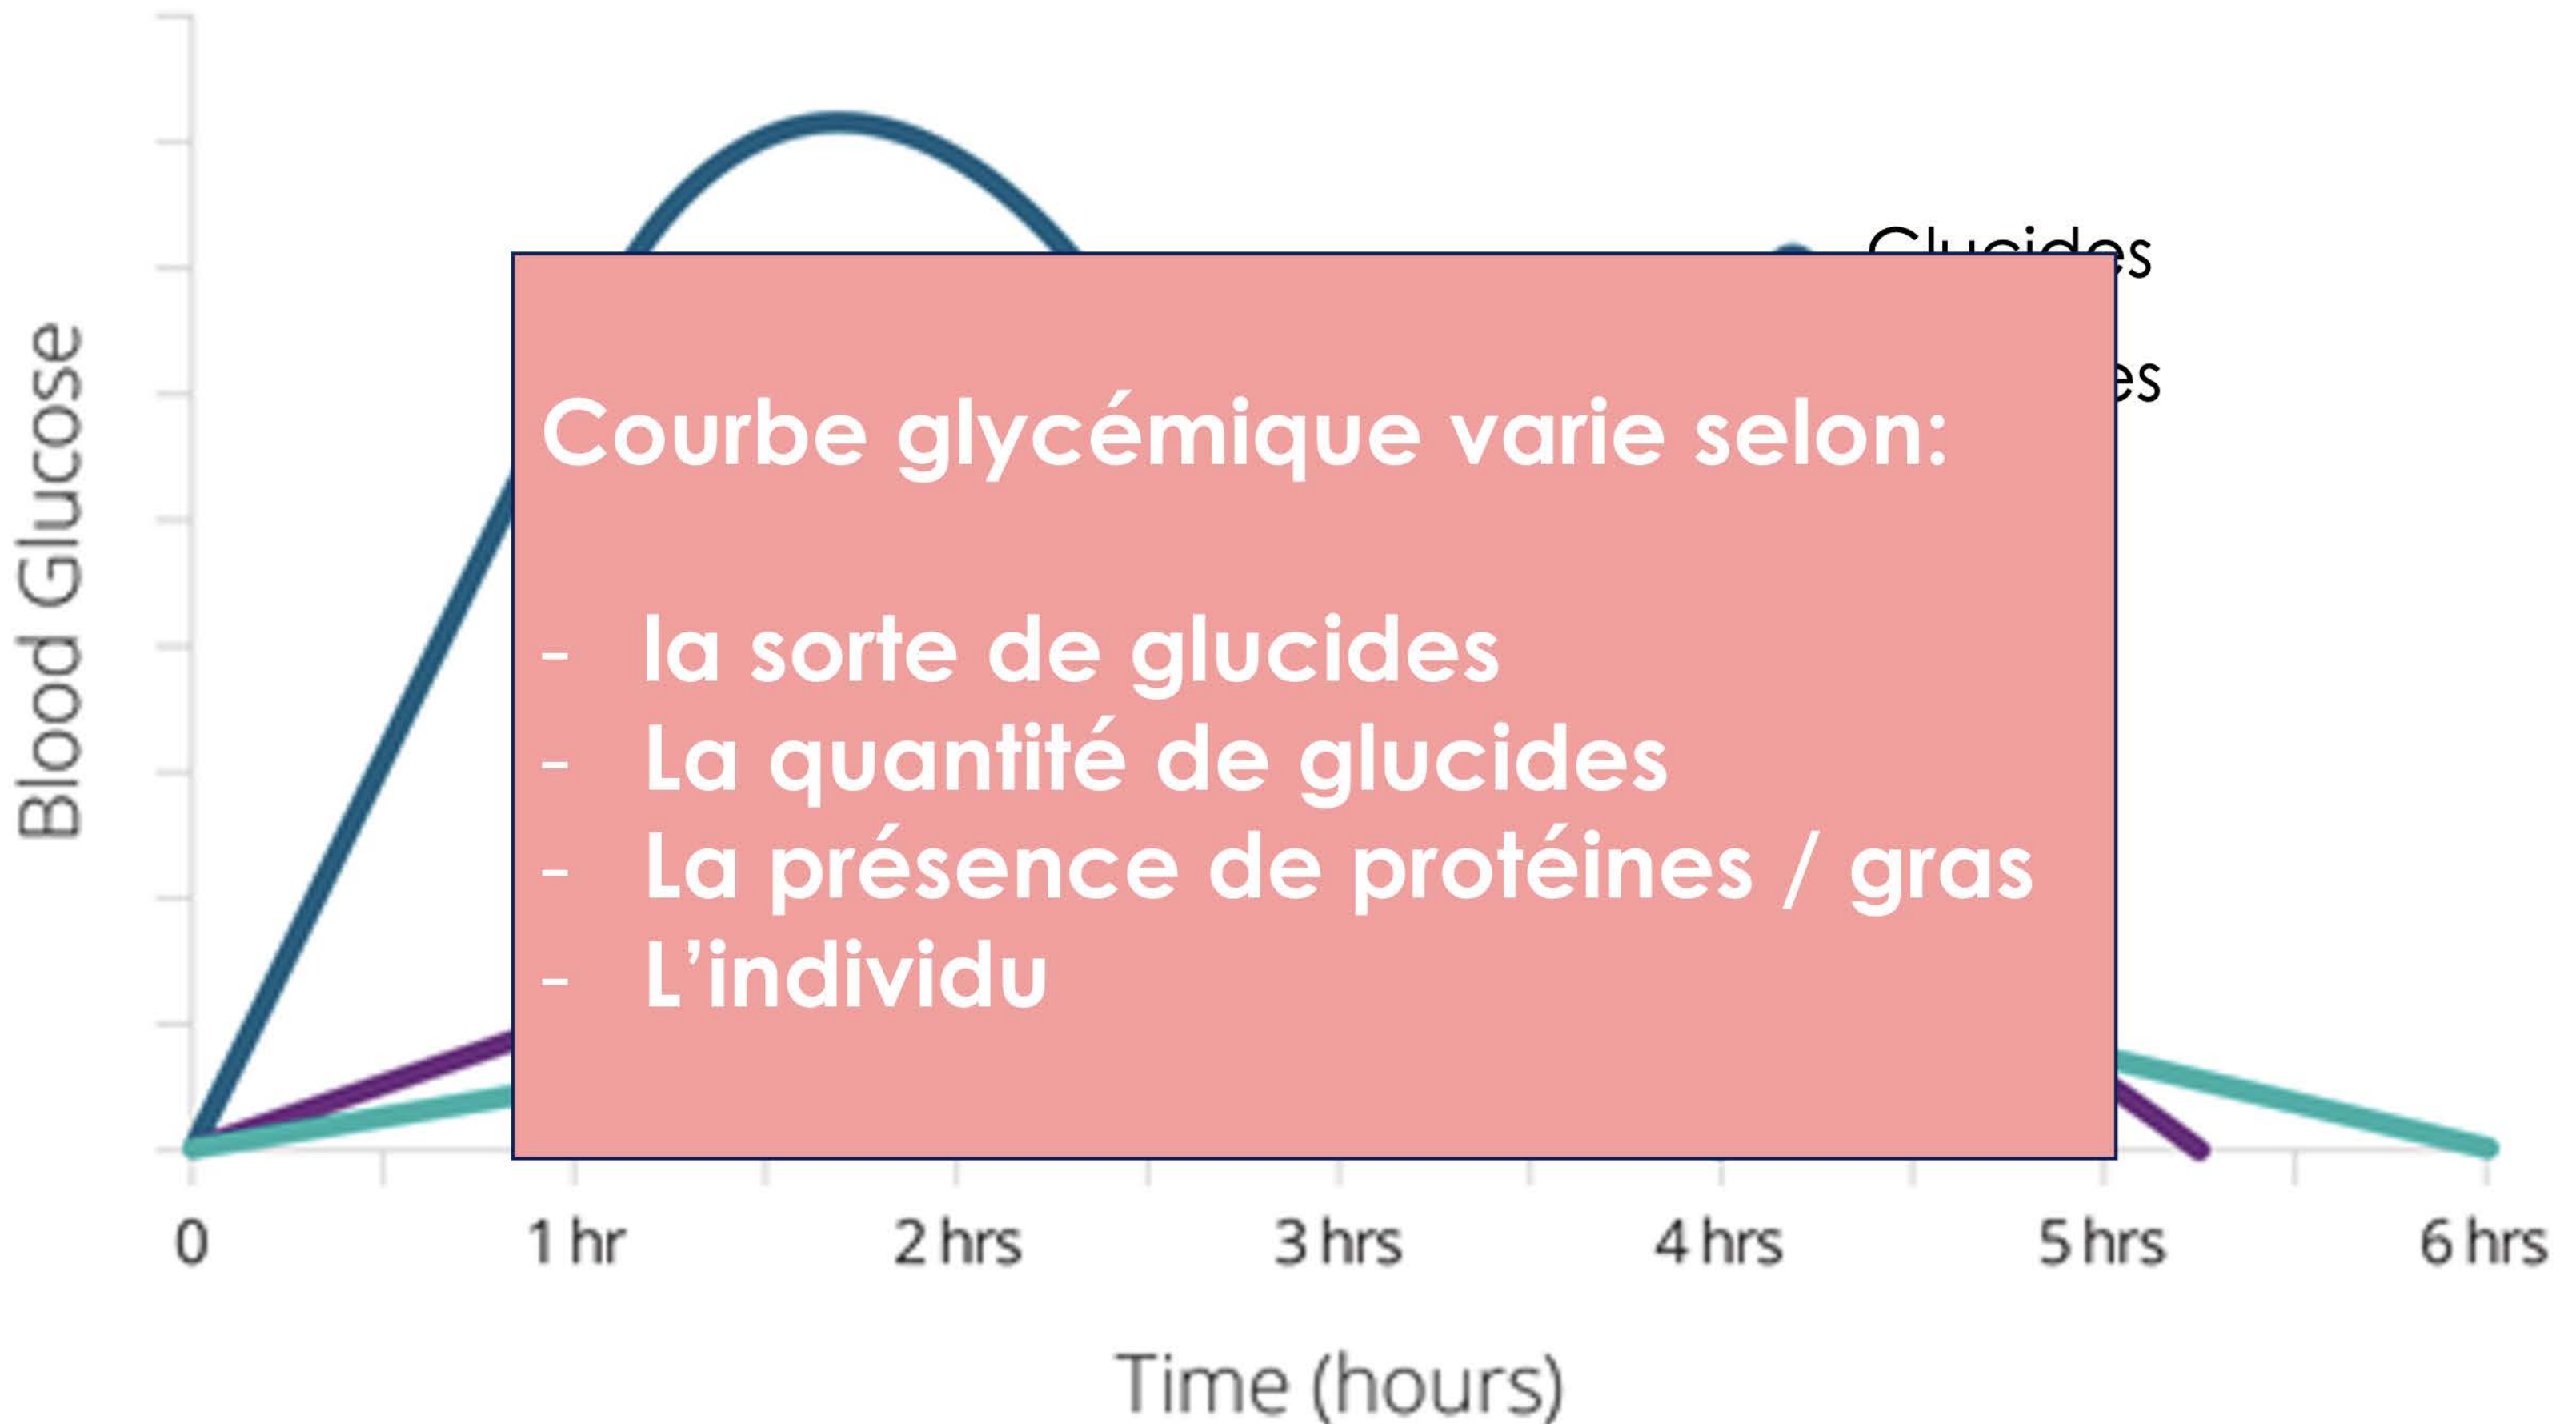 Blood Glucose
Glucides
Courbe glycémique varie selon:
- la sorte de glucides
- La quantité de glucides
- La présence de protéines / gras
- L’individu
0 1 hr 2 hrs 3 hrs 4 hrs 5 hrs 6 hrs
Time (hours)